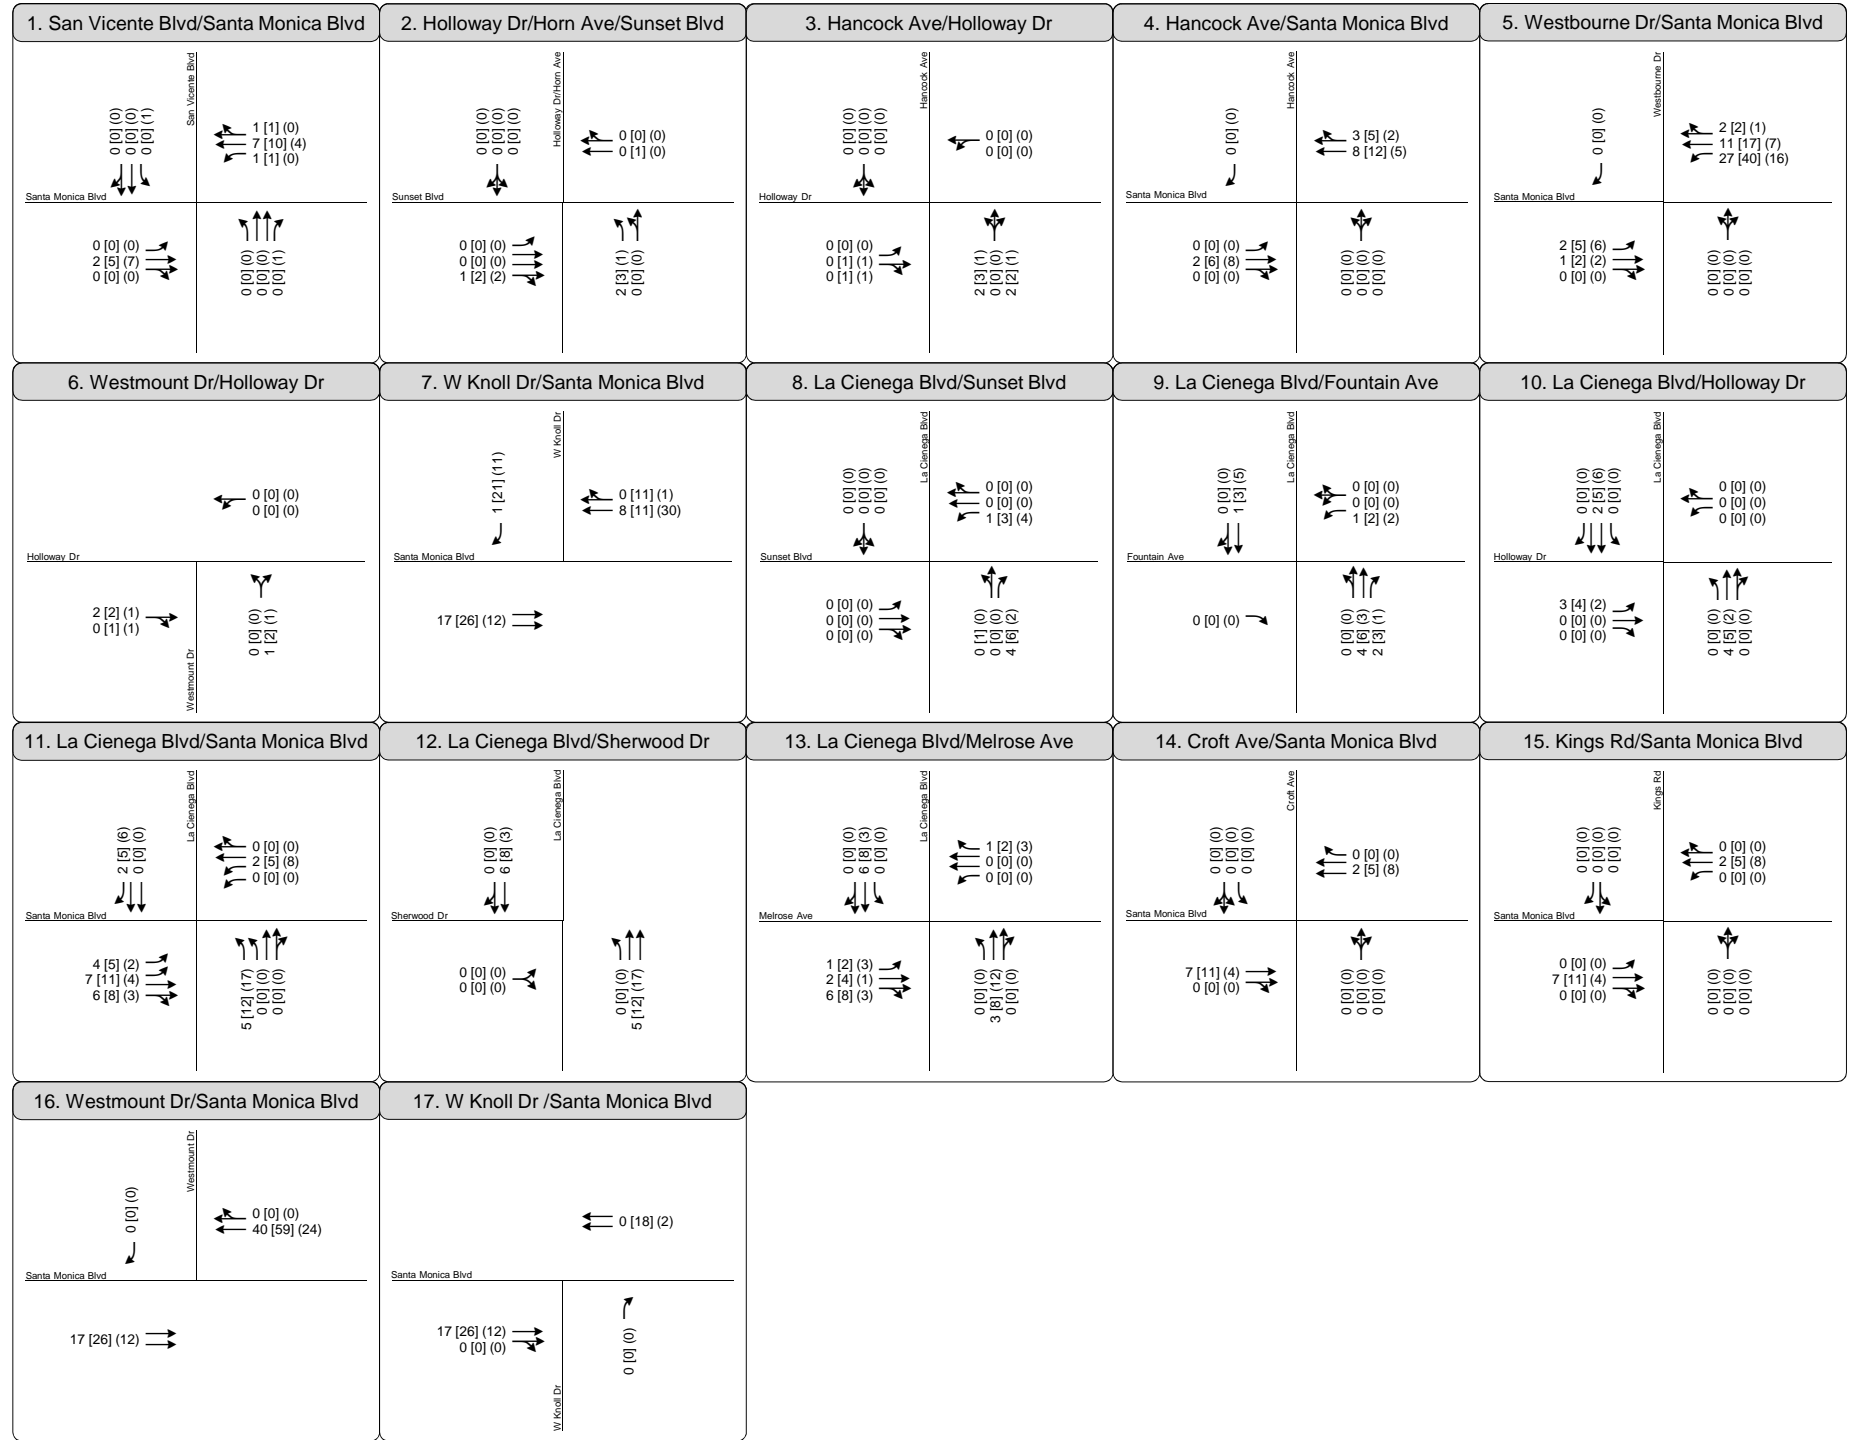 1. San Vicente Blvd/Santa Monica Blvd
San Vicente Blvd
0 [0] (0)
0 [0] (0)
0 [0] (1)
1 [1] (0)
7 [10] (4)
1 [1] (0)
Santa Monica Blvd
0 [0] (0)
2 [5] (7)
0 [0] (0)
0 [0] (0)
0 [0] (0)
0 [0] (1)
2. Holloway Dr/Horn Ave/Sunset Blvd
Holloway Dr/Horn Ave
0 [0] (0)
0 [0] (0)
0 [0] (0)
0 [0] (0)
0 [1] (0)
Sunset Blvd
0 [0] (0)
0 [0] (0)
1 [2] (2)
2 [3] (1)
0 [0] (0)
3. Hancock Ave/Holloway Dr
Hancock Ave
0 [0] (0)
0 [0] (0)
0 [0] (0)
0 [0] (0)
0 [0] (0)
Holloway Dr
0 [0] (0)
0 [1] (1)
0 [1] (1)
2 [3] (1)
0 [0] (0)
2 [2] (1)
4. Hancock Ave/Santa Monica Blvd
Hancock Ave
0 [0] (0)
3 [5] (2)
8 [12] (5)
Santa Monica Blvd
0 [0] (0)
2 [6] (8)
0 [0] (0)
0 [0] (0)
0 [0] (0)
0 [0] (0)
5. Westbourne Dr/Santa Monica Blvd
Westbourne Dr
0 [0] (0)
2 [2] (1)
11 [17] (7)
27 [40] (16)
Santa Monica Blvd
2 [5] (6)
1 [2] (2)
0 [0] (0)
0 [0] (0)
0 [0] (0)
0 [0] (0)
6. Westmount Dr/Holloway Dr
0 [0] (0)
0 [0] (0)
Holloway Dr
2 [2] (1)
0 [1] (1)
Westmount Dr
0 [0] (0)
1 [2] (1)
7. W Knoll Dr/Santa Monica Blvd
W Knoll Dr
1 [21] (11)
0 [11] (1)
8 [11] (30)
Santa Monica Blvd
17 [26] (12)
8. La Cienega Blvd/Sunset Blvd
La Cienega Blvd
0 [0] (0)
0 [0] (0)
0 [0] (0)
0 [0] (0)
0 [0] (0)
1 [3] (4)
Sunset Blvd
0 [0] (0)
0 [0] (0)
0 [0] (0)
0 [1] (0)
0 [0] (0)
4 [6] (2)
9. La Cienega Blvd/Fountain Ave
La Cienega Blvd
0 [0] (0)
1 [3] (5)
0 [0] (0)
0 [0] (0)
1 [2] (2)
Fountain Ave
0 [0] (0)
0 [0] (0)
4 [6] (3)
2 [3] (1)
10. La Cienega Blvd/Holloway Dr
La Cienega Blvd
0 [0] (0)
2 [5] (6)
0 [0] (0)
0 [0] (0)
0 [0] (0)
0 [0] (0)
Holloway Dr
3 [4] (2)
0 [0] (0)
0 [0] (0)
0 [0] (0)
4 [5] (2)
0 [0] (0)
11. La Cienega Blvd/Santa Monica Blvd
La Cienega Blvd
2 [5] (6)
0 [0] (0)
0 [0] (0)
2 [5] (8)
0 [0] (0)
Santa Monica Blvd
4 [5] (2)
7 [11] (4)
6 [8] (3)
5 [12] (17)
0 [0] (0)
0 [0] (0)
12. La Cienega Blvd/Sherwood Dr
La Cienega Blvd
0 [0] (0)
6 [8] (3)
Sherwood Dr
0 [0] (0)
0 [0] (0)
0 [0] (0)
5 [12] (17)
13. La Cienega Blvd/Melrose Ave
La Cienega Blvd
0 [0] (0)
6 [8] (3)
0 [0] (0)
1 [2] (3)
0 [0] (0)
0 [0] (0)
Melrose Ave
1 [2] (3)
2 [4] (1)
6 [8] (3)
0 [0] (0)
3 [8] (12)
0 [0] (0)
14. Croft Ave/Santa Monica Blvd
Croft Ave
0 [0] (0)
0 [0] (0)
0 [0] (0)
0 [0] (0)
2 [5] (8)
Santa Monica Blvd
7 [11] (4)
0 [0] (0)
0 [0] (0)
0 [0] (0)
0 [0] (0)
15. Kings Rd/Santa Monica Blvd
Kings Rd
0 [0] (0)
0 [0] (0)
0 [0] (0)
0 [0] (0)
2 [5] (8)
0 [0] (0)
Santa Monica Blvd
0 [0] (0)
7 [11] (4)
0 [0] (0)
0 [0] (0)
0 [0] (0)
0 [0] (0)
16. Westmount Dr/Santa Monica Blvd
Westmount Dr
0 [0] (0)
0 [0] (0)
40 [59] (24)
Santa Monica Blvd
17 [26] (12)
17. W Knoll Dr /Santa Monica Blvd
0 [18] (2)
Santa Monica Blvd
17 [26] (12)
0 [0] (0)
W Knoll Dr
0 [0] (0)